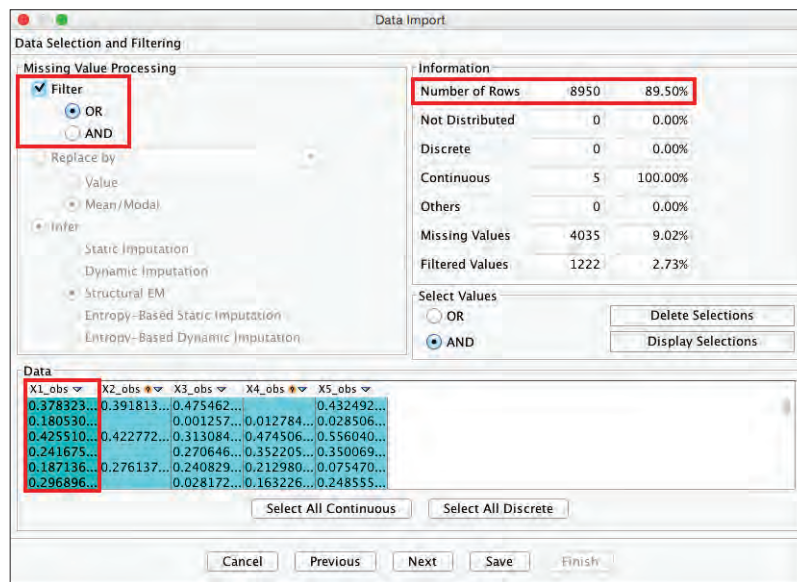 Data Import
Data Selection and Filtering
Missing Value Processing
Filter
OR
AND
Replace by
Value
Mean/Modal
Infer
Static Imputation
Dynamic Imputation
Structural EM
Entropy-Based Static Imputation
Entropy-Based Dynamic Imputation
Information
Number of Rows 8950 89.50%
Not Distributed 0 0.00%
Discrete 0 0.00%
Continuous 5 100.00%
Others 0 0.00%
Missing Values 4035 9.02%
Filtered Values 1222 2.73%
Select Values
OR
AND
Delete Selections
Display Selections
Data
X1_obs X2_obs X3_obs X4_obs X5_obs
0.378323... 0.391813... 0.475462... 0.432492...
0.180530... 0.001257... 0.012784... 0.028506...
0.425510... 0.422772... 0.313084... 0.474506... 0.556040...
0.241675... 0.270646... 0.352205... 0.350069...
0.187136... 0.276137... 0.240829... 0.212980... 0.075470...
0.296896... 0.028172... 0.163226... 0.248555...
Select All Continuous Select All Discrete
Cancel Previous Next Save Finish